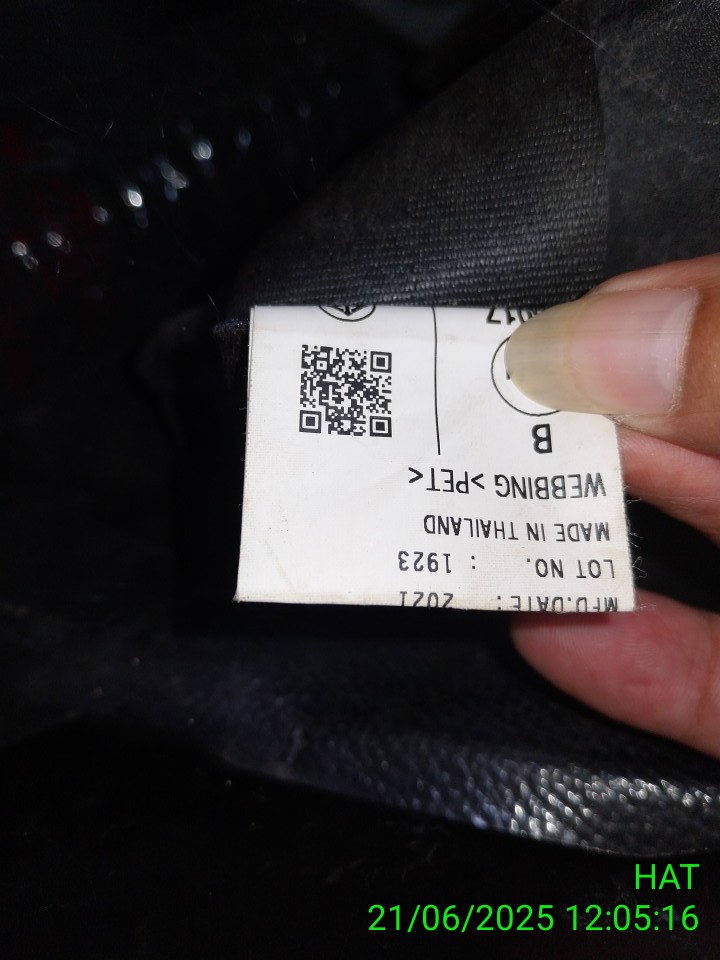 MFD.DATE : 2021
LOT NO. : 1923
MADE IN THAILAND
WEBBING >PET<
B
HAT
21/06/2025 12:05:16